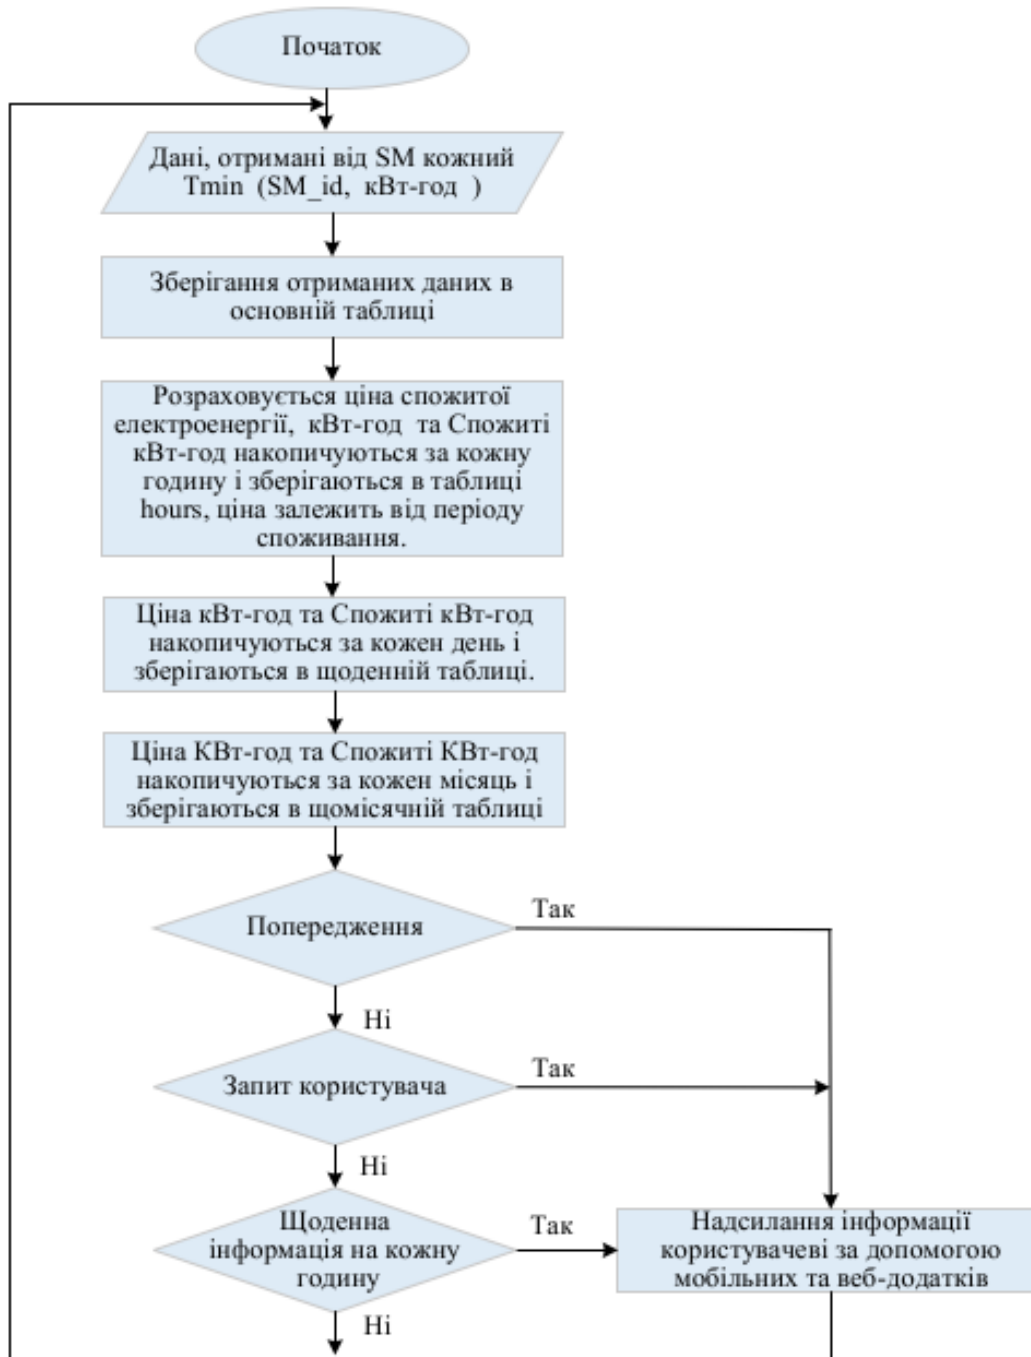 Початок
Дані, отримані від SM кожний
Tmin (SM_id, кВт-год )
Зберігання отриманих даних в
основній таблиці
Розраховується ціна спожитої
електроенергії, кВт-год та Спожиті
кВт-год накопичуються за кожну
годину і зберігаються в таблиці
hours, ціна залежить від періоду
споживання.
Ціна кВт-год та Спожиті кВт-год
накопичуються за кожен день і
зберігаються в щоденній таблиці.
Ціна КВт-год та Спожиті КВт-год
накопичуються за кожен місяць і
зберігаються в щомісячній таблиці
Попередження
Так
Ні
Запит користувача
Так
Ні
Щоденна
інформація на кожну
годину
Так
Ні
Надсилання інформації
користувачеві за допомогою
мобільних та веб-додатків